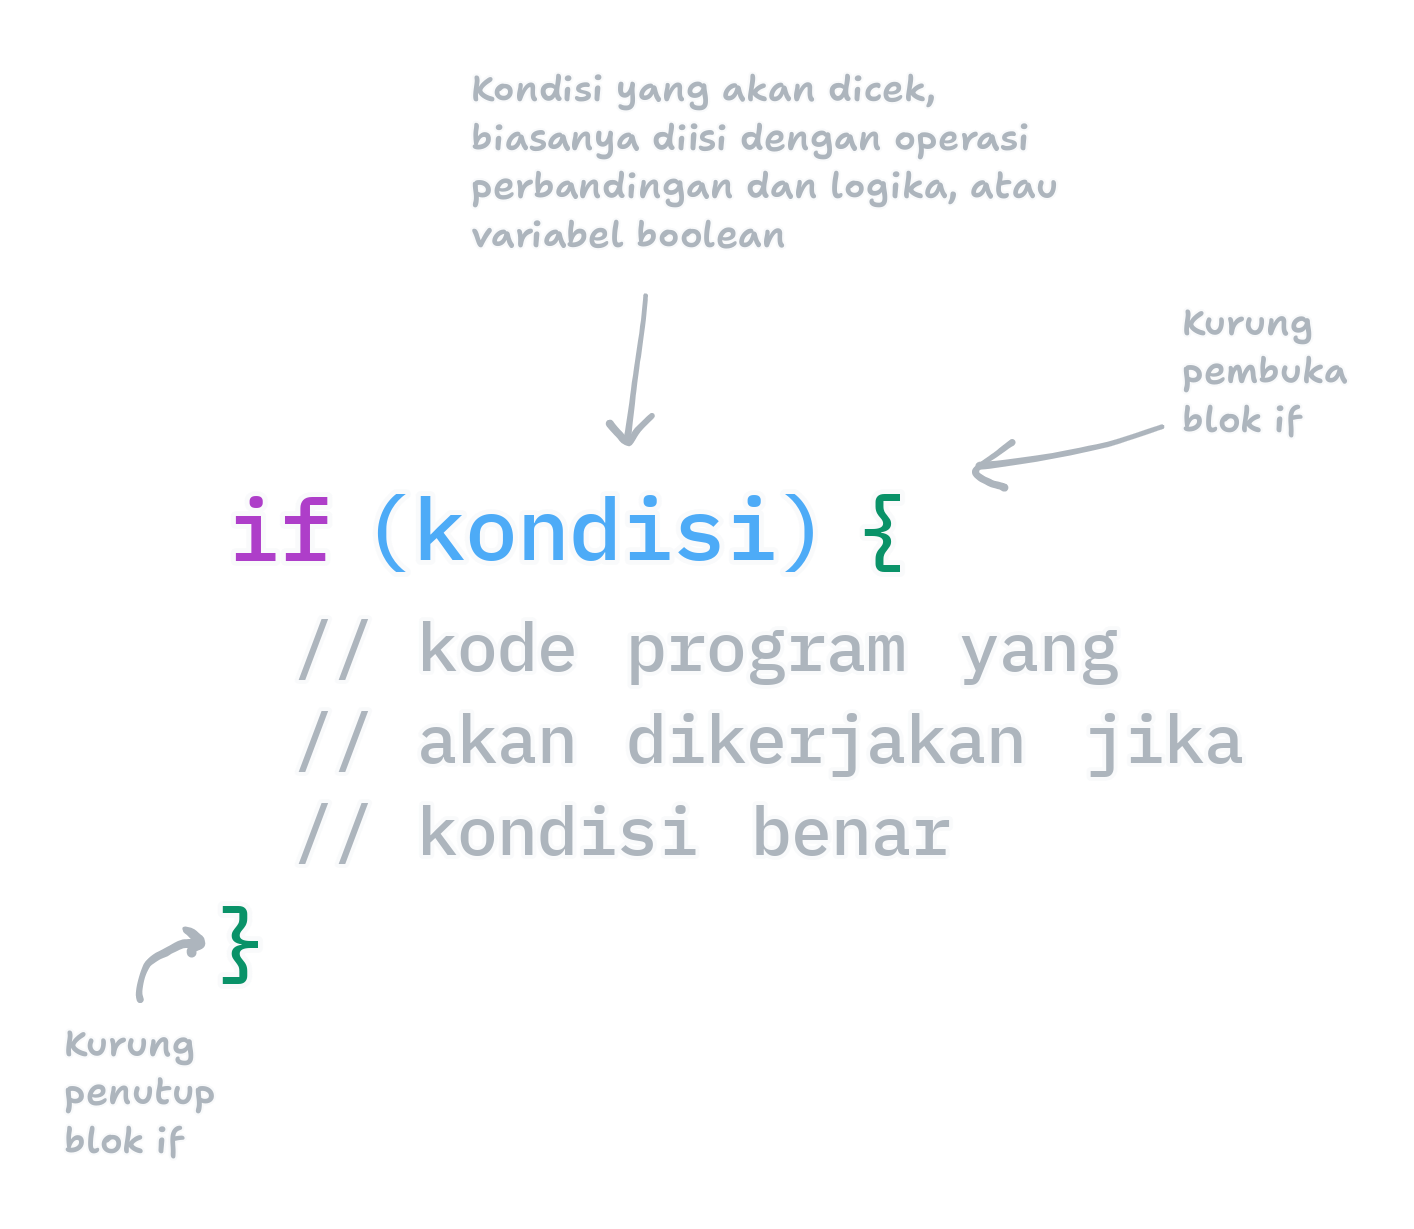 Kondisi yang akan dicek,
biasanya diisi dengan operasi
perbandingan dan logika, atau
variabel boolean
Kurung
pembuka
blok if
if (kondisi) {
// kode program yang
// akan dikerjakan jika
// kondisi benar
}
Kurung
penutup
blok if